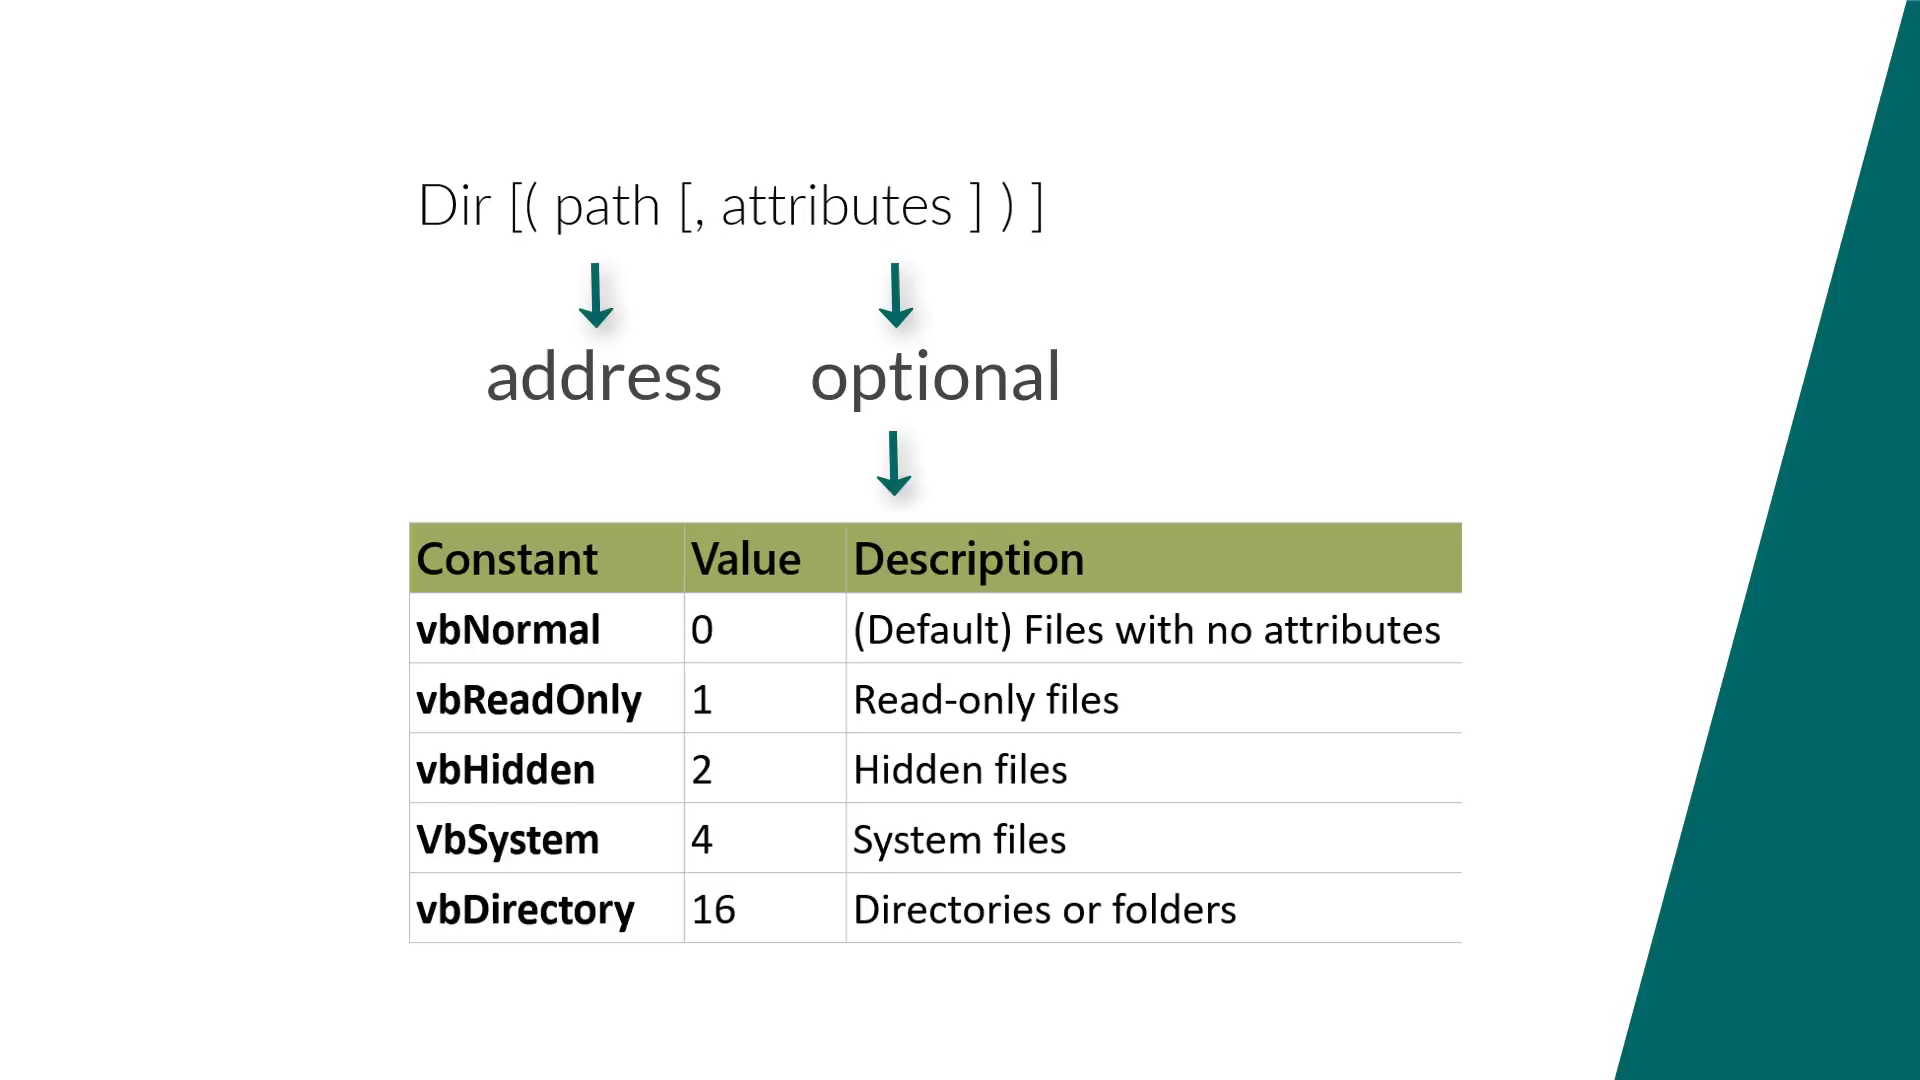 Dir [( path [, attributes ] ) ]
address optional
Constant Value Description
vbNormal 0 (Default) Files with no attributes
vbReadOnly 1 Read-only files
vbHidden 2 Hidden files
VbSystem 4 System files
vbDirectory 16 Directories or folders